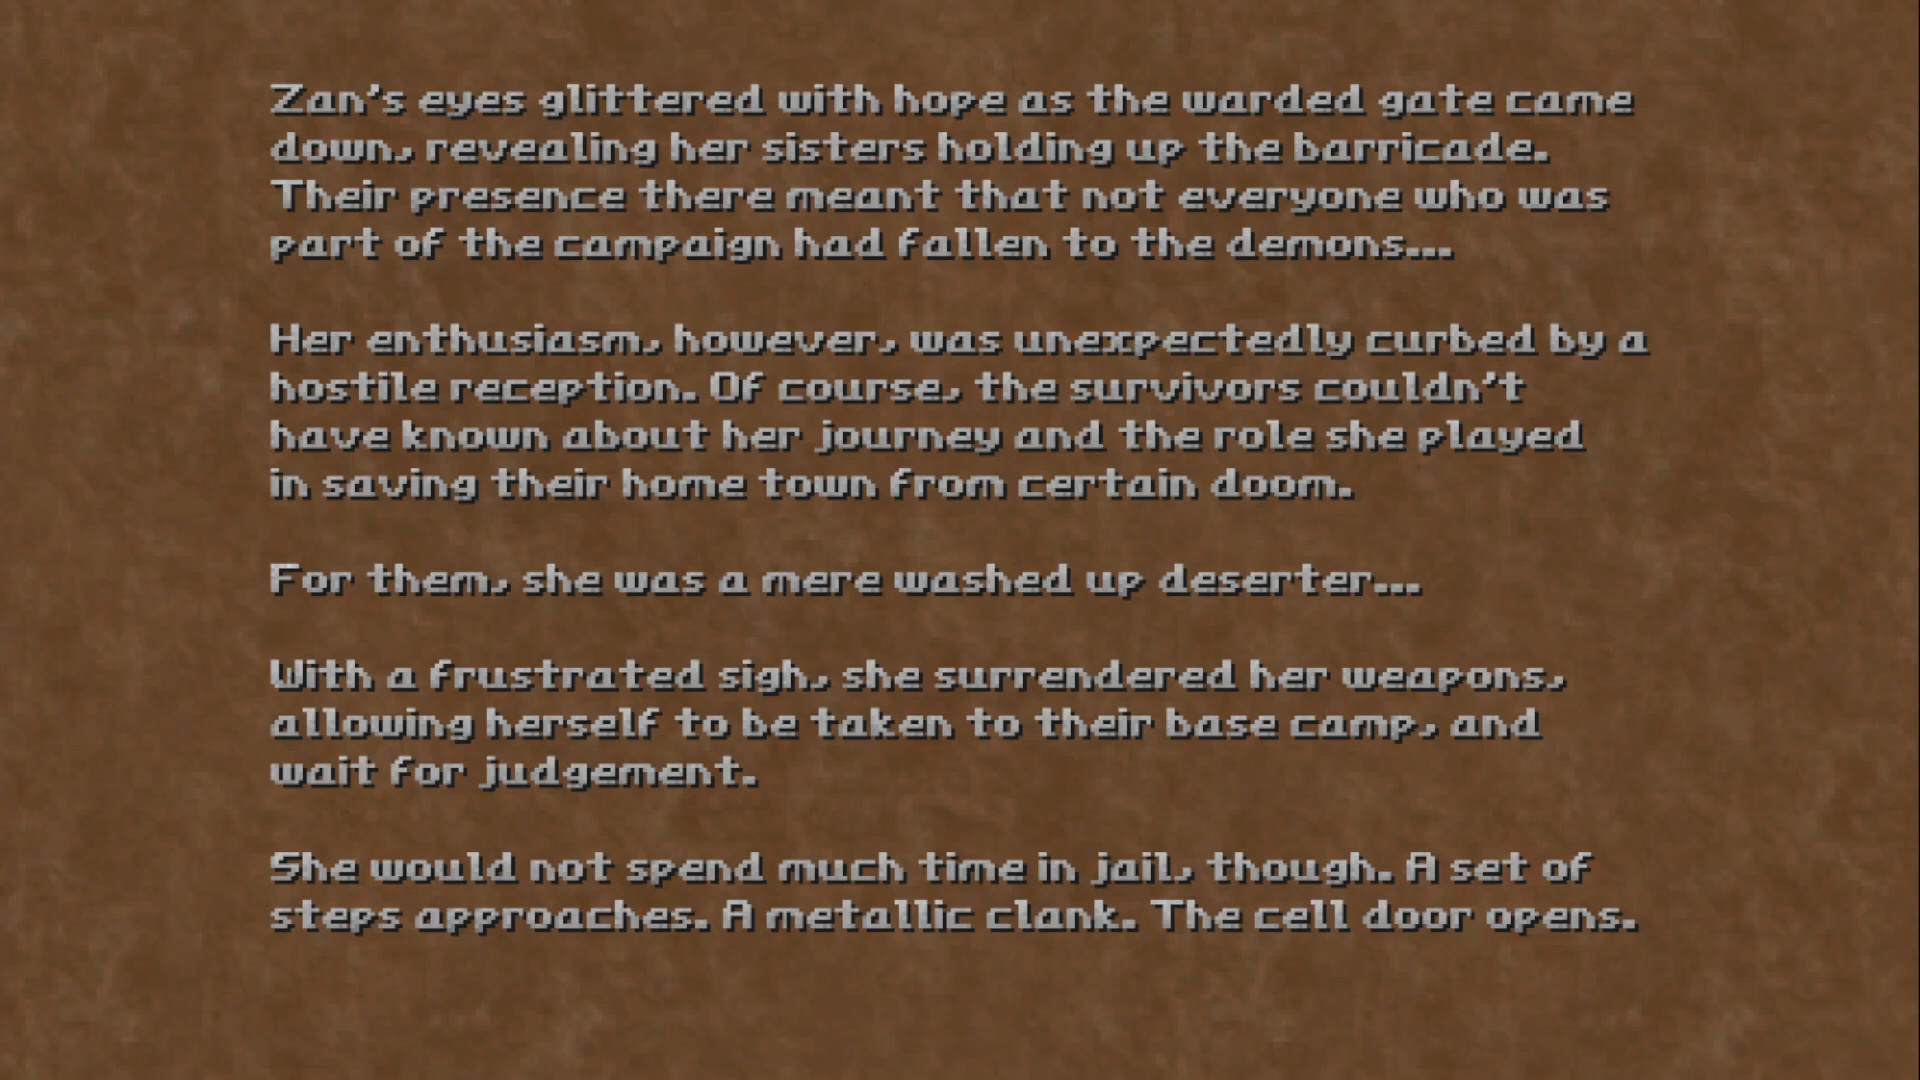 Zan's eyes glittered with hope as the warded gate came
down, revealing her sisters holding up the barricade.
Their presence there meant that not everyone who was
part of the campaign had fallen to the demons...
Her enthusiasm, however, was unexpectedly curbed by a
hostile reception. Of course, the survivors couldn't
have known about her journey and the role she played
in saving their home town from certain doom.
For them, she was a mere washed up deserter...
With a frustrated sigh, she surrendered her weapons,
allowing herself to be taken to their base camp, and
wait for judgement.
She would not spend much time in jail, though. A set of
steps approaches. A metallic clank. The cell door opens.